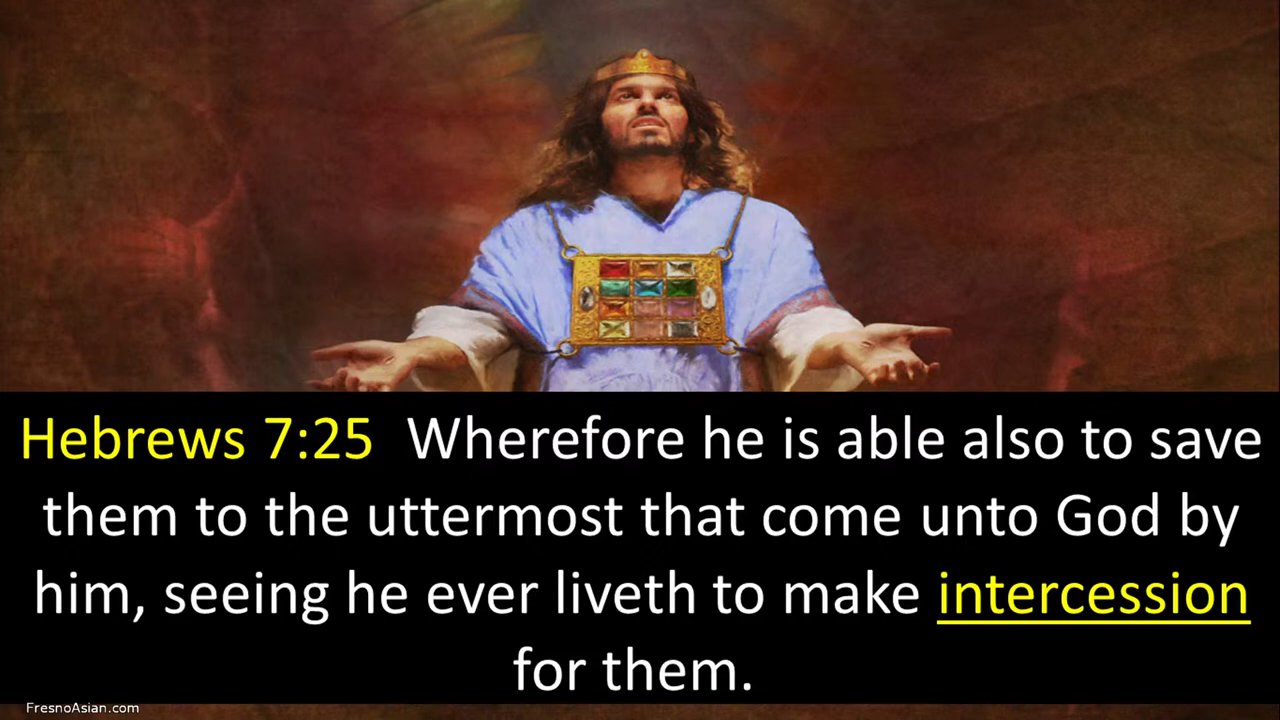 Hebrews 7:25 Wherefore he is able also to save
them to the uttermost that come unto God by
him, seeing he ever liveth to make intercession
for them.
FresnoAsian.com